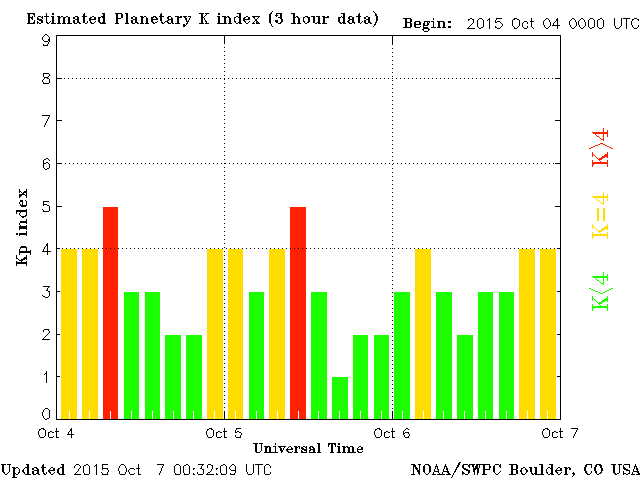 Estimated Planetary K index (3 hour data)
Begin: 2015 Oct 04 0000 UTC
9
8
7
6
5
4
3
2
1
0
Kp index
K>4
K=4
K<4
Oct 4
Oct 5
Oct 6
Oct 7
Universal Time
Updated 2015 Oct 7 00:32:09 UTC
NOAA/SWPC Boulder, CO USA